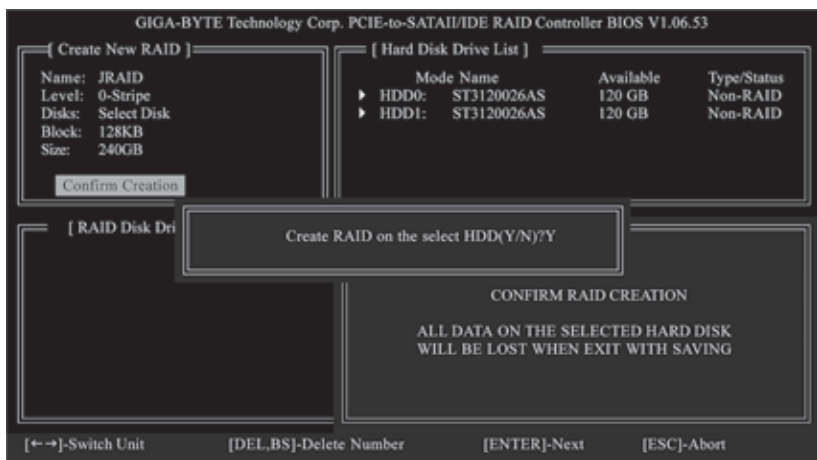 GIGA-BYTE Technology Corp. PCIE-to-SATAII/IDE RAID Controller BIOS V1.06.53
[ Create New RAID ]
Name: JRAID
Level: 0-Stripe
Disks: Select Disk
Block: 128KB
Size: 240GB
Confirm Creation
[ Hard Disk Drive List ]
Mode Name Available Type/Status
HDD0: ST3120026AS 120 GB Non-RAID
HDD1: ST3120026AS 120 GB Non-RAID
[ RAID Disk Dri
Create RAID on the select HDD(Y/N)?Y
CONFIRM RAID CREATION
ALL DATA ON THE SELECTED HARD DISK
WILL BE LOST WHEN EXIT WITH SAVING
[←→]-Switch Unit [DEL,BS]-Delete Number [ENTER]-Next [ESC]-Abort